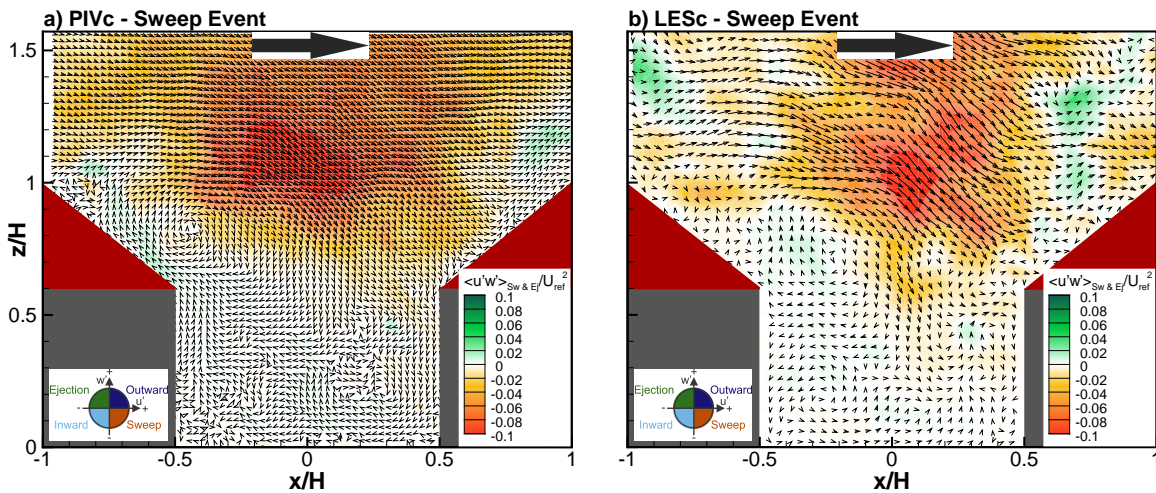 a) PIVc - Sweep Event
1.5
1
0.5
0
z/H
<u'w'>Sw & Ej/Uref²
0.1
0.08
0.06
0.04
0.02
0
-0.02
-0.04
-0.06
-0.08
-0.1
w'
+
Ejection
Outward
u'
-
+
Inward
Sweep
-
-1
-0.5
0
0.5
1
x/H
b) LESc - Sweep Event
<u'w'>Sw & Ej/Uref²
0.1
0.08
0.06
0.04
0.02
0
-0.02
-0.04
-0.06
-0.08
-0.1
w'
+
Ejection
Outward
u'
-
+
Inward
Sweep
-
-1
-0.5
0
0.5
1
x/H